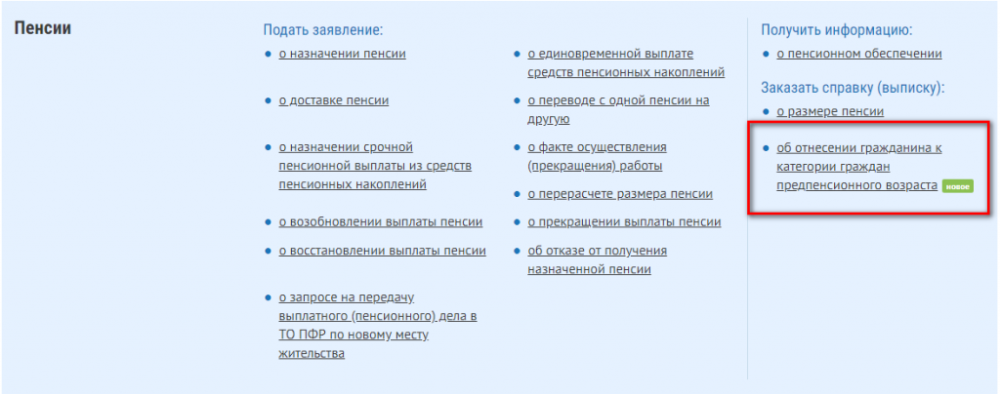 Пенсии
Подать заявление:
о назначении пенсии
о доставке пенсии
о назначении срочной
пенсионной выплаты из средств
пенсионных накоплений
о возобновлении выплаты пенсии
о восстановлении выплаты пенсии
о запросе на передачу
выплатного (пенсионного) дела в
ТО ПФР по новому месту
жительства
о единовременной выплате
средств пенсионных накоплений
о переводе с одной пенсии на
другую
о факте осуществления
(прекращения) работы
о перерасчете размера пенсии
о прекращении выплаты пенсии
об отказе от получения
назначенной пенсии
Получить информацию:
о пенсионном обеспечении
Заказать справку (выписку):
о размере пенсии
об отнесении гражданина к
категории граждан
предпенсионного возраста новое